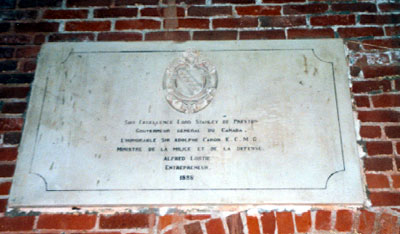 Son Excellence Lord Stanley de Preston
Gouverneur General du Canada.
L'Honorable Sir Adolphe Caron K.C.M.G.
Ministre de la Milice et de la Defense.
Alfred Lortie
Entrepreneur.
1888